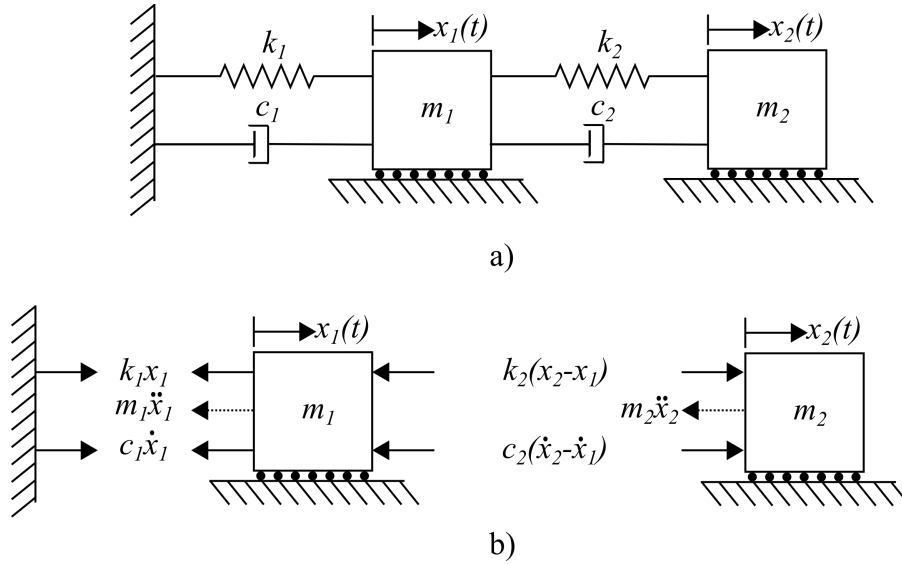 x₁(t) x₂(t)
k₁ k₂
c₁ m₁ c₂ m₂
a)
x₁(t) x₂(t)
k₁x₁ k₂(x₂-x₁)
m₁ẍ₁ m₁ m₂ẍ₂ m₂
c₁ẋ₁ c₂(ẋ₂-ẋ₁)
b)